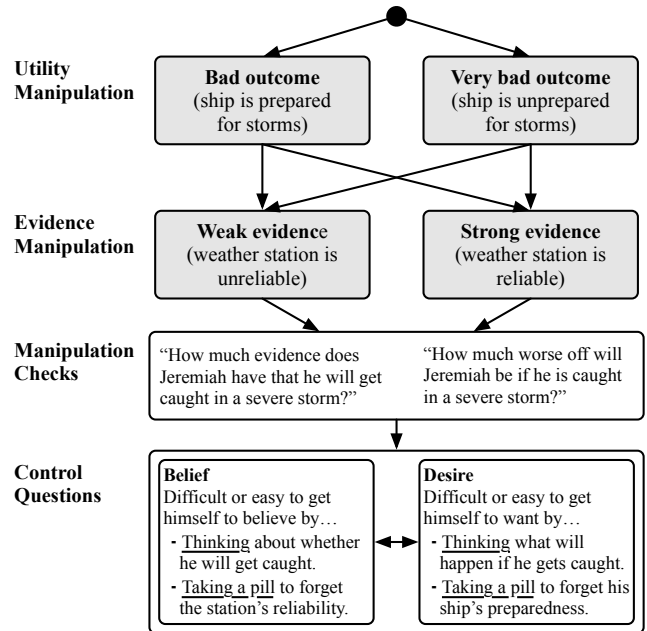 Utility
Manipulation
Bad outcome
(ship is prepared
for storms)
Very bad outcome
(ship is unprepared
for storms)
Evidence
Manipulation
Weak evidence
(weather station is
unreliable)
Strong evidence
(weather station is
reliable)
Manipulation
Checks
“How much evidence does
Jeremiah have that he will get
caught in a severe storm?”
“How much worse off will
Jeremiah be if he is caught
in a severe storm?”
Control
Questions
Belief
Difficult or easy to get
himself to believe by…
- Thinking about whether
he will get caught.
- Taking a pill to forget
the station’s reliability.
Desire
Difficult or easy to get
himself to want by…
- Thinking what will
happen if he gets caught.
- Taking a pill to forget his
ship’s preparedness.